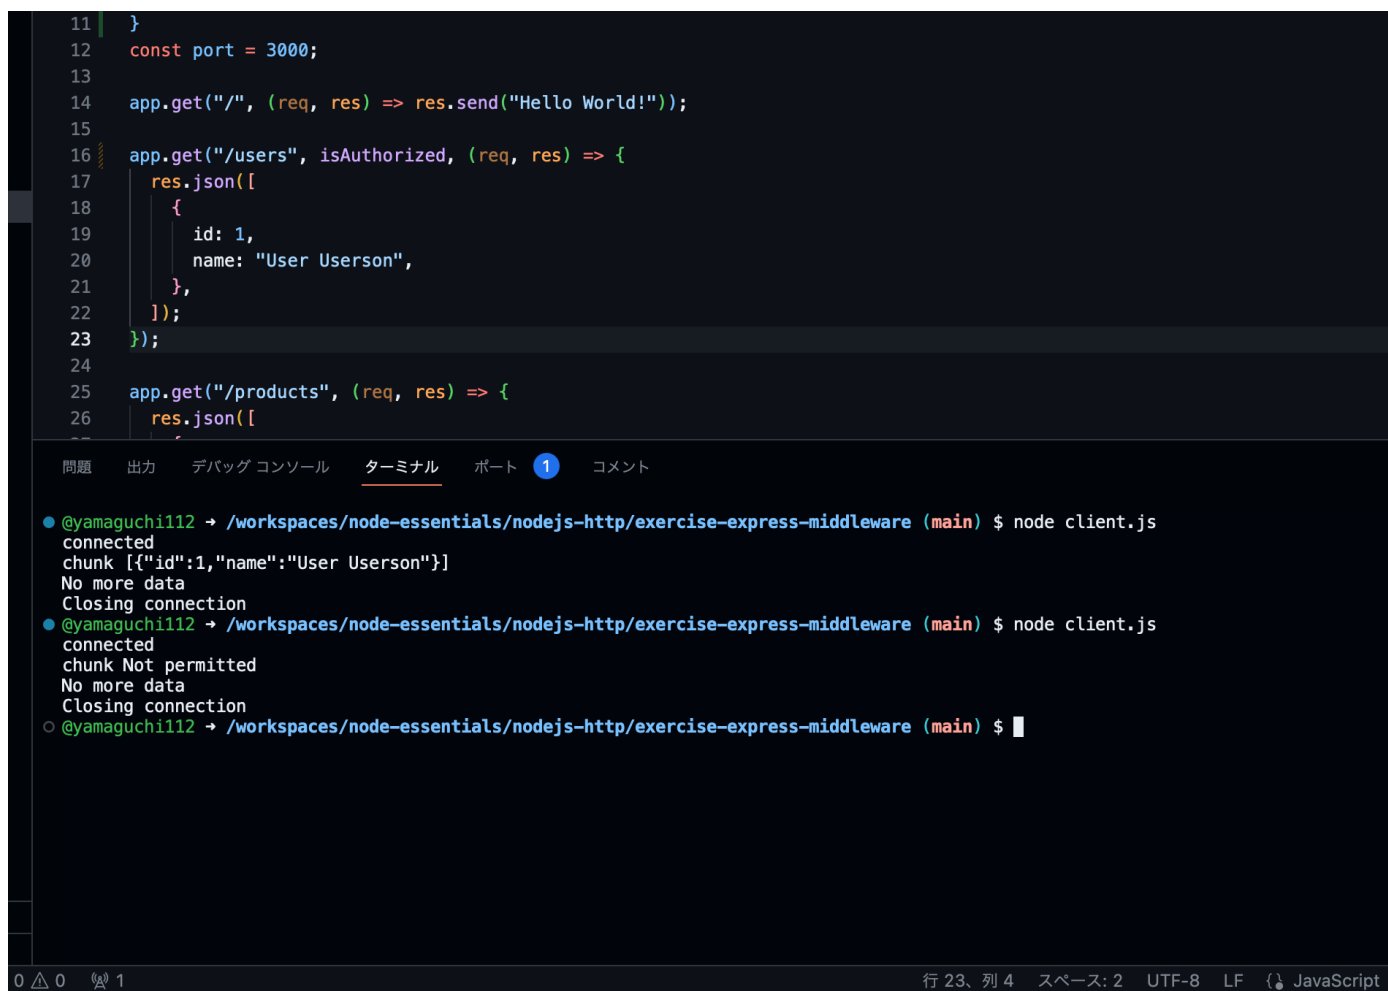 11 }
12 const port = 3000;
13
14 app.get("/", (req, res) => res.send("Hello World!"));
15
16 app.get("/users", isAuthorized, (req, res) => {
17 res.json([
18 {
19 id: 1,
20 name: "User Userson",
21 },
22 ]);
23 });
24
25 app.get("/products", (req, res) => {
26 res.json([
問題 出力 デバッグ コンソール ターミナル ポート 1 コメント
@yamaguchi112 → /workspaces/node-essentials/nodejs-http/exercise-express-middleware (main) $ node client.js
connected
chunk [{"id":1,"name":"User Userson"}]
No more data
Closing connection
@yamaguchi112 → /workspaces/node-essentials/nodejs-http/exercise-express-middleware (main) $ node client.js
connected
chunk Not permitted
No more data
Closing connection
@yamaguchi112 → /workspaces/node-essentials/nodejs-http/exercise-express-middleware (main) $
0 0 1 行 23、列 4 スペース: 2 UTF-8 LF JavaScript